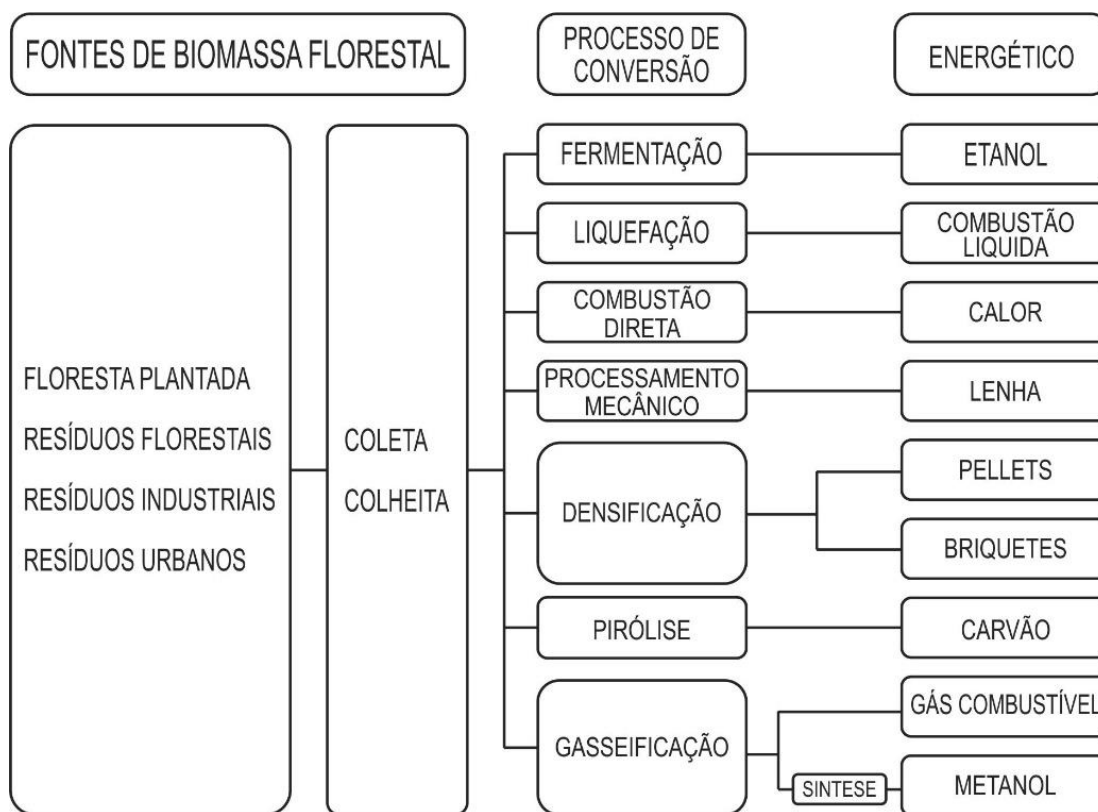 FONTES DE BIOMASSA FLORESTAL
PROCESSO DE
CONVERSÃO
ENERGÉTICO
FLORESTA PLANTADA
RESÍDUOS FLORESTAIS
RESÍDUOS INDUSTRIAIS
RESÍDUOS URBANOS
COLETA
COLHEITA
FERMENTAÇÃO
ETANOL
LIQUEFAÇÃO
COMBUSTÃO
LIQUIDA
COMBUSTÃO
DIRETA
CALOR
PROCESSAMENTO
MECÂNICO
LENHA
DENSIFICAÇÃO
PELLETS
BRIQUETES
PIRÓLISE
CARVÃO
GASSEIFICAÇÃO
GÁS COMBUSTÍVEL
SINTESE
METANOL